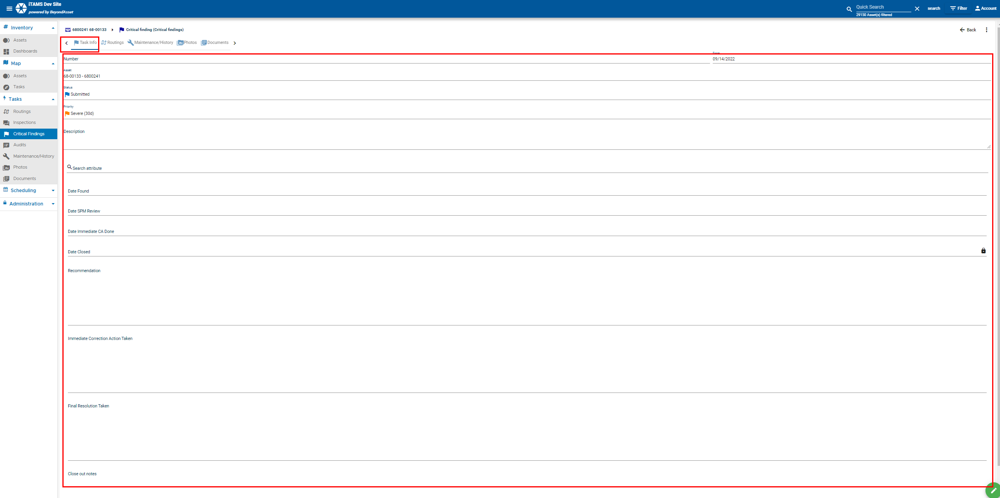 iTAMS Dev Site
powered by BeyondAsset
Quick Search
29150 Asset(s) filtered
search
Filter
Account
Inventory
Assets
Dashboards
Map
Assets
Tasks
Tasks
Routings
Inspections
Critical Findings
Audits
Maintenance/History
Photos
Documents
Scheduling
Administration
6800241 68-00133
Critical finding (Critical findings)
Back
Task Info
Routings
Maintenance/History
Photos
Documents
Number
From
09/14/2022
Asset
68-00133 - 6800241
Status
Submitted
Priority
Severe (30d)
Description
Search attribute
Date Found
Date SPM Review
Date Immediate CA Done
Date Closed
Recommendation
Immediate Correction Action Taken
Final Resolution Taken
Close out notes